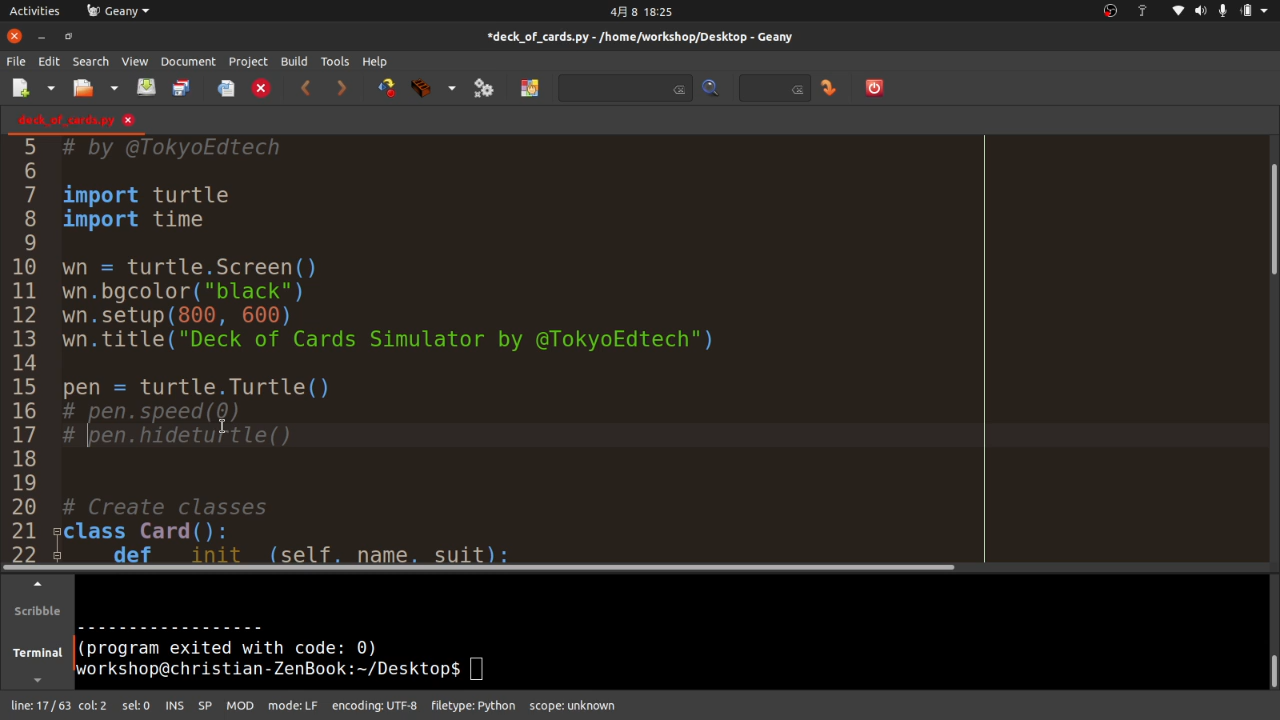 Activities Geany 4月 8 18:25
*deck_of_cards.py - /home/workshop/Desktop - Geany
File Edit Search View Document Project Build Tools Help
deck_of_cards.py
5 # by @TokyoEdtech
6
7 import turtle
8 import time
9
10 wn = turtle.Screen()
11 wn.bgcolor("black")
12 wn.setup(800, 600)
13 wn.title("Deck of Cards Simulator by @TokyoEdtech")
14
15 pen = turtle.Turtle()
16 # pen.speed(0)
17 # pen.hideturtle()
18
19
20 # Create classes
21 class Card():
22 def __init__(self, name, suit):
Scribble
Terminal
------------------
(program exited with code: 0)
workshop@christian-ZenBook:~/Desktop$
line: 17/63 col: 2 sel: 0 INS SP MOD mode: LF encoding: UTF-8 filetype: Python scope: unknown